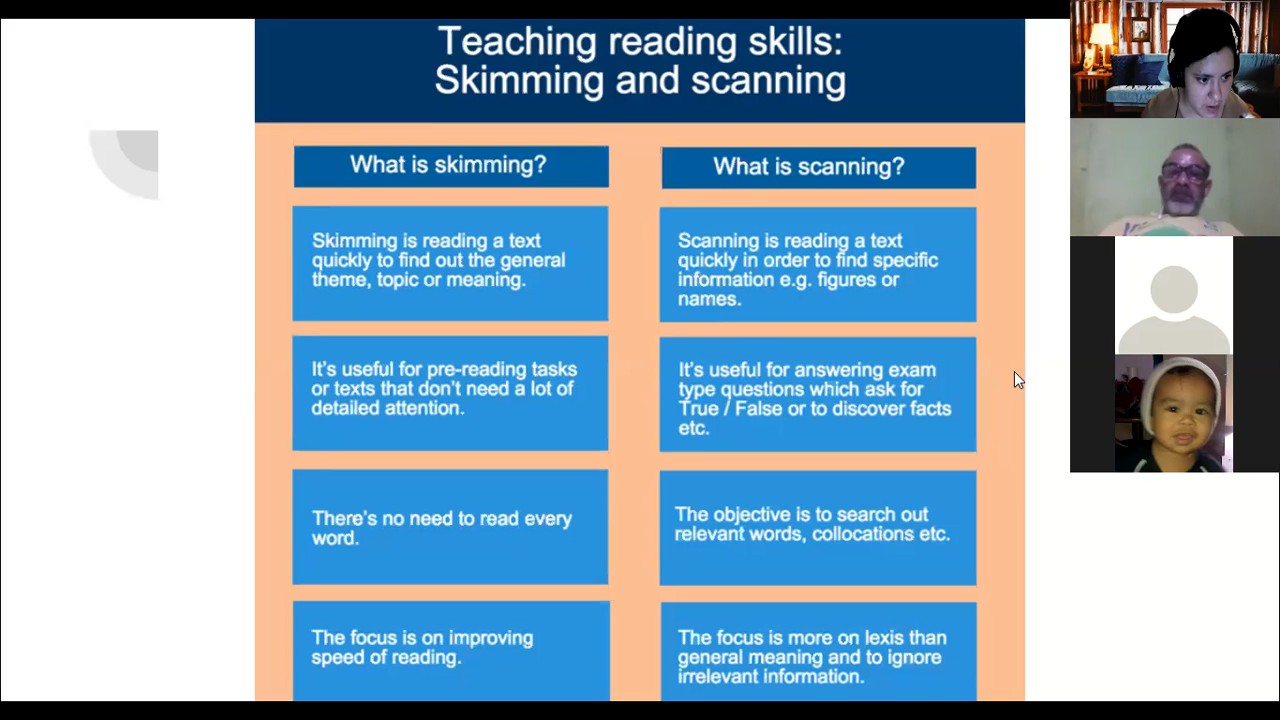 Teaching reading skills:
Skimming and scanning
What is skimming?
Skimming is reading a text
quickly to find out the general
theme, topic or meaning.
It's useful for pre-reading tasks
or texts that don't need a lot of
detailed attention.
There's no need to read every
word.
The focus is on improving
speed of reading.
What is scanning?
Scanning is reading a text
quickly in order to find specific
information e.g. figures or
names.
It's useful for answering exam
type questions which ask for
True / False or to discover facts
etc.
The objective is to search out
relevant words, collocations etc.
The focus is more on lexis than
general meaning and to ignore
irrelevant information.